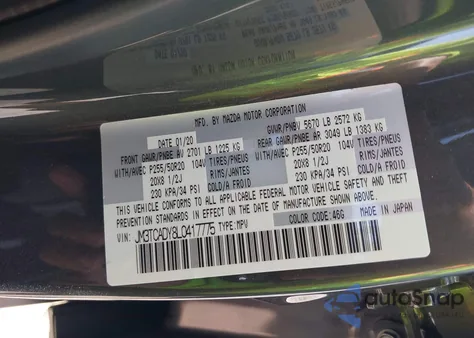 MFD. BY MAZDA MOTOR CORPORATION
DATE: 01/20 GVWR/PNBV 5670 LB 2572 KG
FRONT GAWR/PNBE AV 2701 LB 1225 KG REAR GAWR/PNBE AR 3049 LB 1383 KG
WITH/AVEC P255/50R20 104V TIRES/PNEUS WITH/AVEC P255/50R20 104V TIRES/PNEUS
20X8 1/2J RIMS/JANTES 20X8 1/2J RIMS/JANTES
230 KPA/34 PSI COLD/A FROID 230 KPA/34 PSI COLD/A FROID
THIS VEHICLE CONFORMS TO ALL APPLICABLE FEDERAL MOTOR VEHICLE SAFETY AND THEFT
PREVENTION STANDARDS IN EFFECT ON THE DATE OF MANUFACTURE SHOWN ABOVE.
VIN: JM3TCADY8L0417775 TYPE:MPV COLOR CODE:46G MADE IN JAPAN
autoSnap